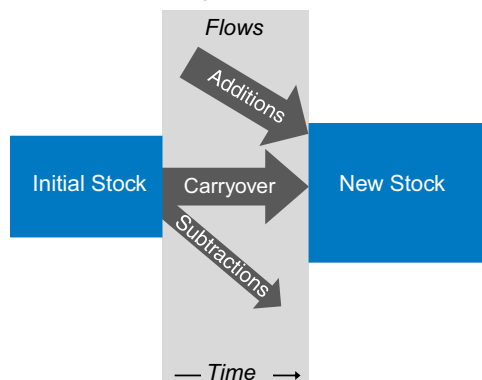 Flows
Additions
Initial Stock
Carryover
New Stock
Subtractions
Time